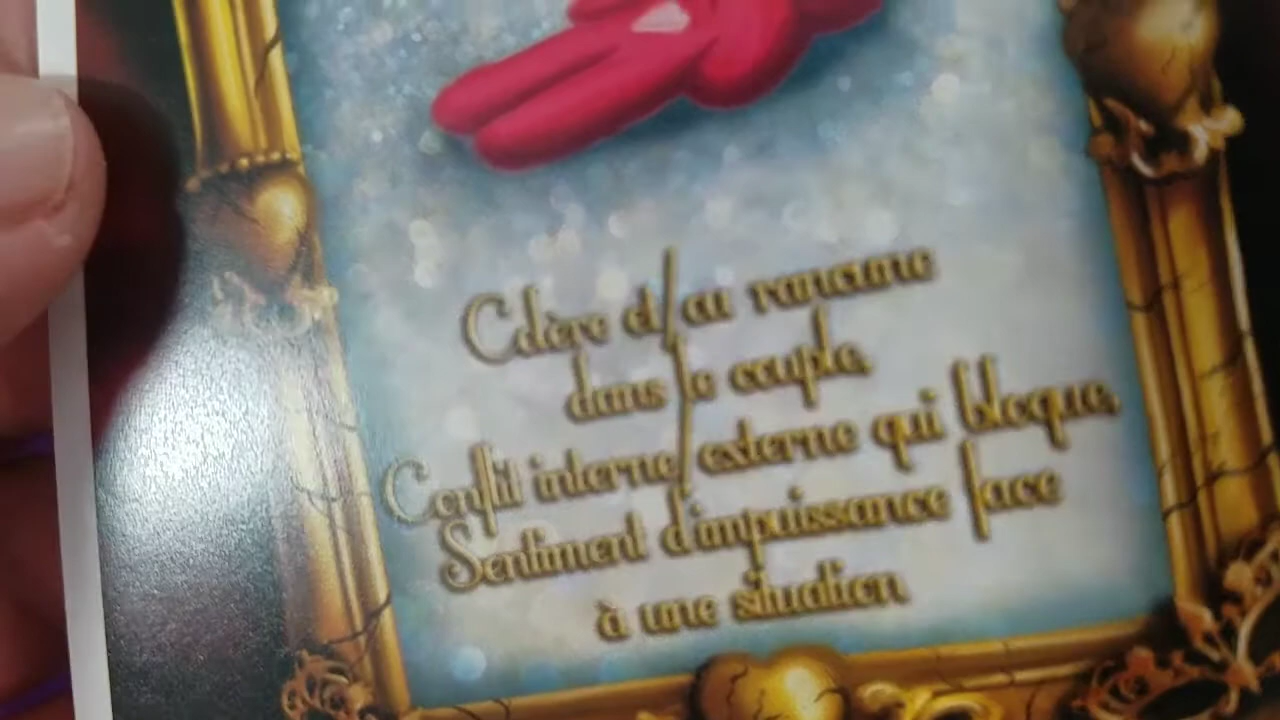 Colère et/ou rancune
dans le couple,
Conflit interne/externe qui bloque,
Sentiment d'impuissance face
à une situation